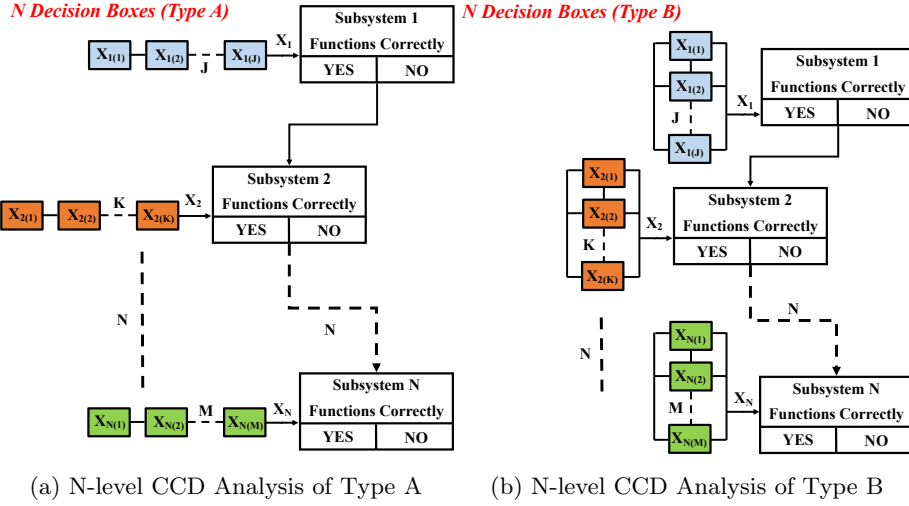 N Decision Boxes (Type A)
X1(1)
X1(2)
J
X1(J)
X1
Subsystem 1
Functions Correctly
YES
NO
X2(1)
X2(2)
K
X2(K)
X2
Subsystem 2
Functions Correctly
YES
NO
N
N
XN(1)
XN(2)
M
XN(M)
XN
Subsystem N
Functions Correctly
YES
NO
(a) N-level CCD Analysis of Type A
N Decision Boxes (Type B)
X1(1)
X1(2)
J
X1(J)
X1
Subsystem 1
Functions Correctly
YES
NO
X2(1)
X2(2)
K
X2(K)
X2
Subsystem 2
Functions Correctly
YES
NO
N
N
XN(1)
XN(2)
M
XN(M)
XN
Subsystem N
Functions Correctly
YES
NO
(b) N-level CCD Analysis of Type B